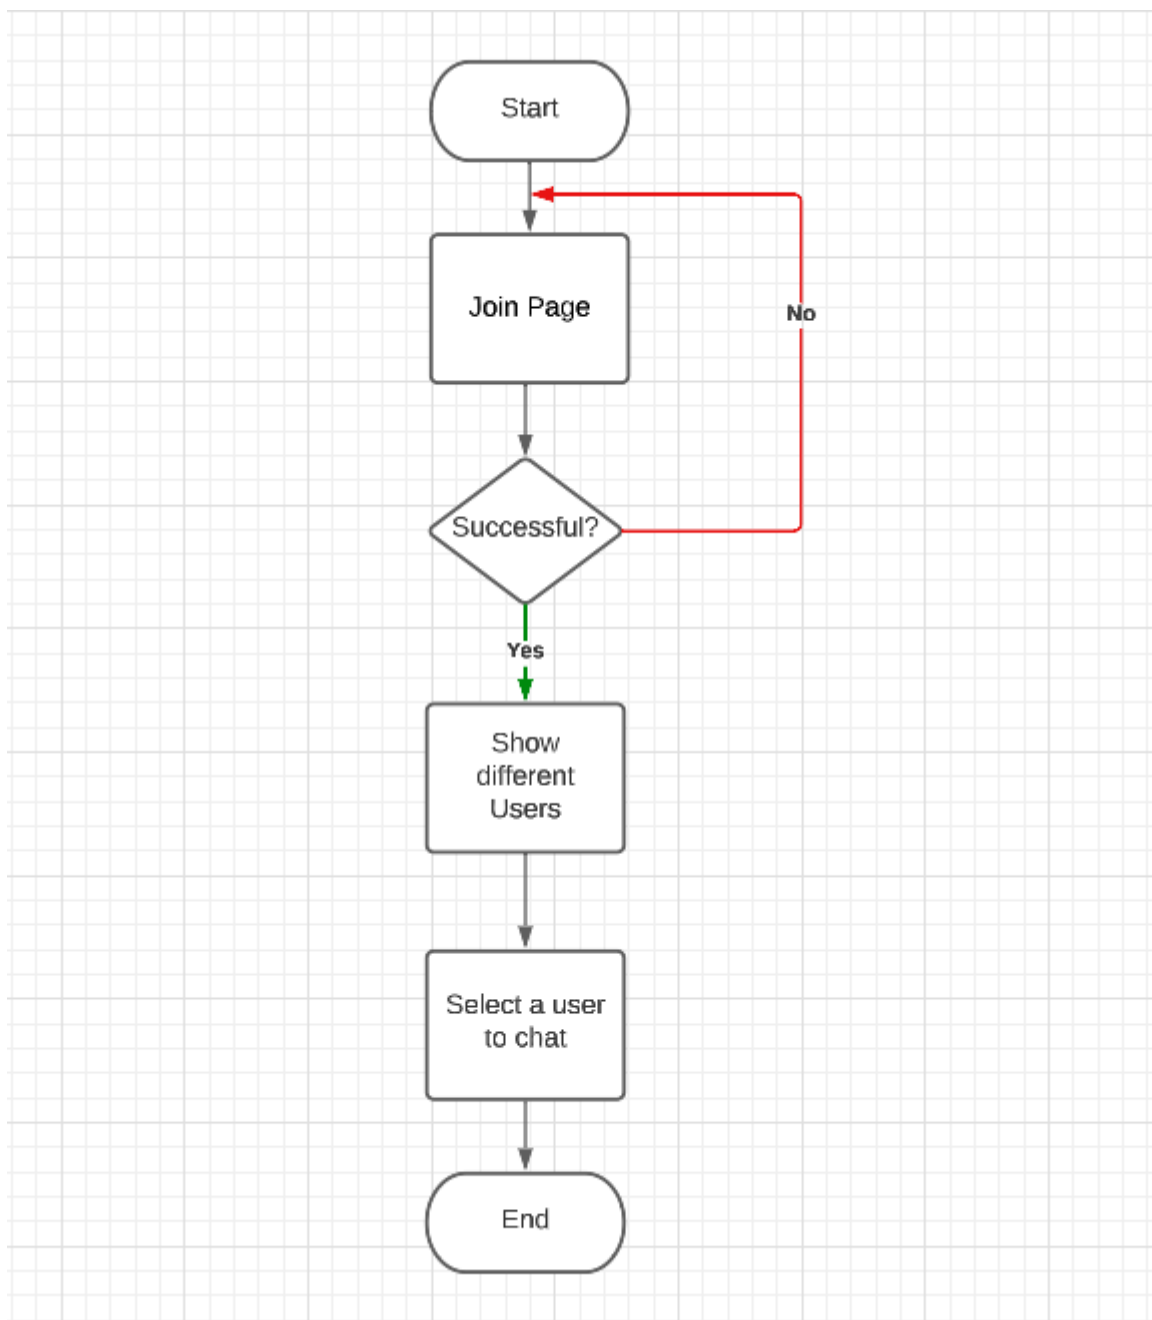 Start
Join Page
No
Successful?
Yes
Show
different
Users
Select a user
to chat
End